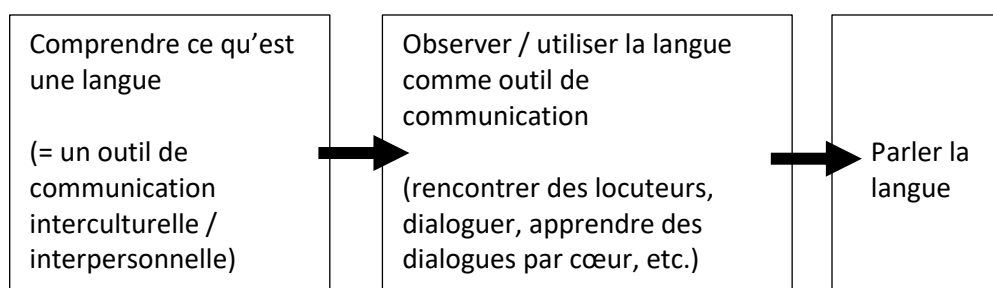 Comprendre ce qu’est
une langue
(= un outil de
communication
interculturelle /
interpersonnelle)
Observer / utiliser la langue
comme outil de
communication
(rencontrer des locuteurs,
dialoguer, apprendre des
dialogues par cœur, etc.)
Parler la
langue